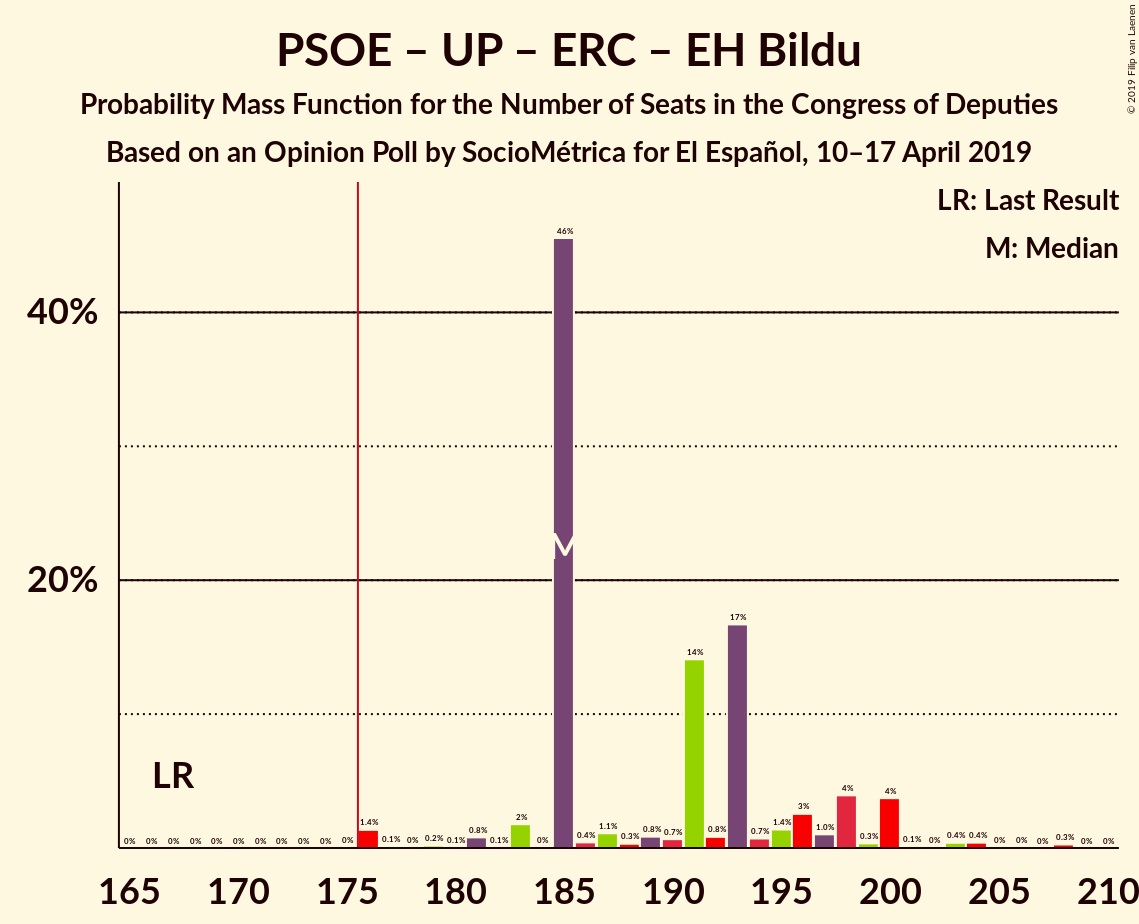 PSOE – UP – ERC – EH Bildu
Probability Mass Function for the Number of Seats in the Congress of Deputies
Based on an Opinion Poll by SocioMétrica for El Español, 10–17 April 2019
© 2019 Filip van Laenen
LR: Last Result
M: Median
40%
20%
LR
M
0% 0% 0% 0% 0% 0% 0% 0% 0% 0% 0% 1.4% 0.1% 0% 0.2% 0.1% 0.8% 0.1% 2% 0% 46% 0.4% 1.1% 0.3% 0.8% 0.7% 14% 0.8% 17% 0.7% 1.4% 3% 1.0% 4% 0.3% 4% 0.1% 0% 0.4% 0.4% 0% 0% 0% 0.3% 0% 0%
165 170 175 180 185 190 195 200 205 210